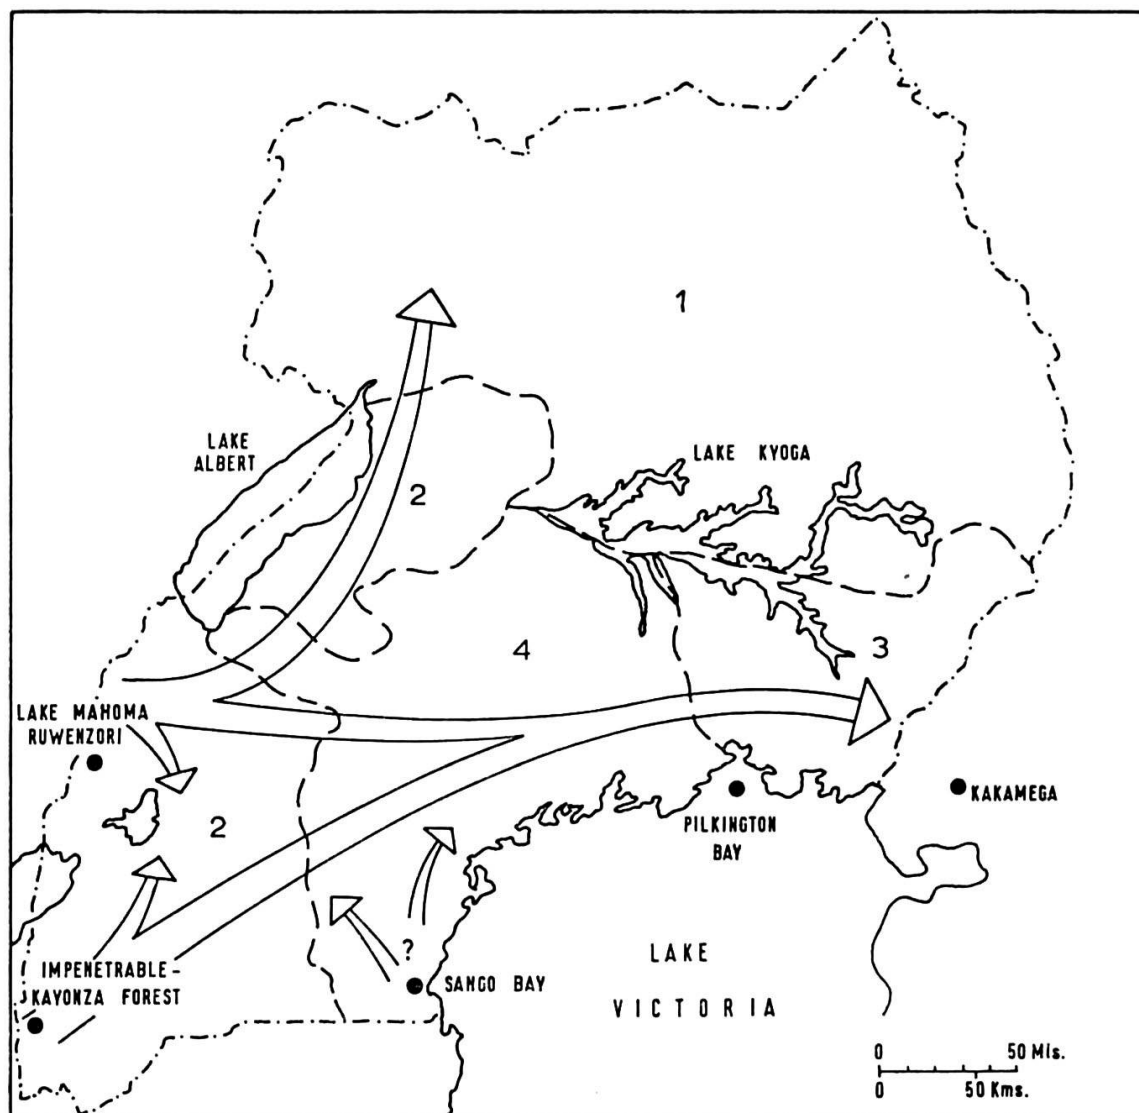 1
LAKE
ALBERT
LAKE KYOGA
2
4
3
LAKE MAHOMA
RUWENZORI
2
KAKAMEGA
PILKINGTON
BAY
?
IMPENETRABLE-
KAYONZA FOREST
SANGO BAY
LAKE
VICTORIA
0 50 Mls.
0 50 Kms.